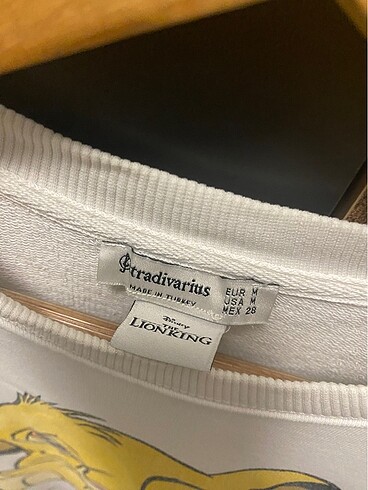 Stradivarius
MADE IN TURKEY
EUR M
USA M
MEX 28
Disney
THE
LION KING